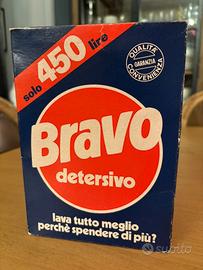 solo 450 lire
QUALITÀ
GARANZIA
CONVENIENZA
Bravo
detersivo
lava tutto meglio
perchè spendere di più?
subito